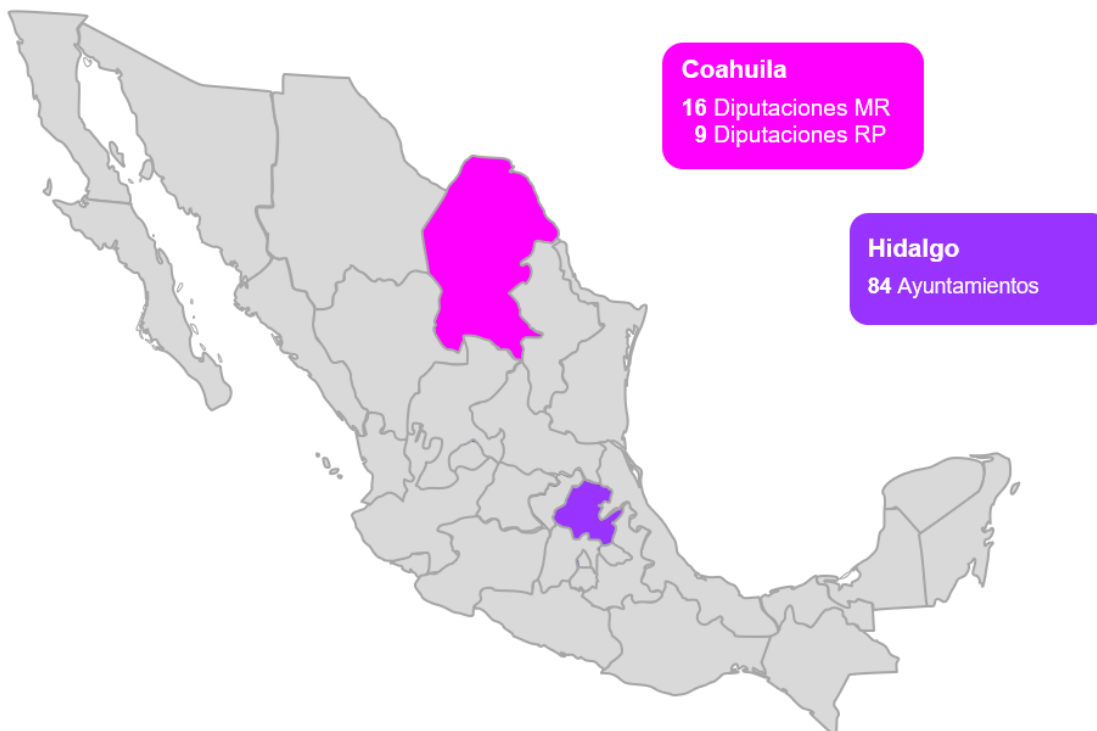 Coahuila
16 Diputaciones MR
9 Diputaciones RP
Hidalgo
84 Ayuntamientos